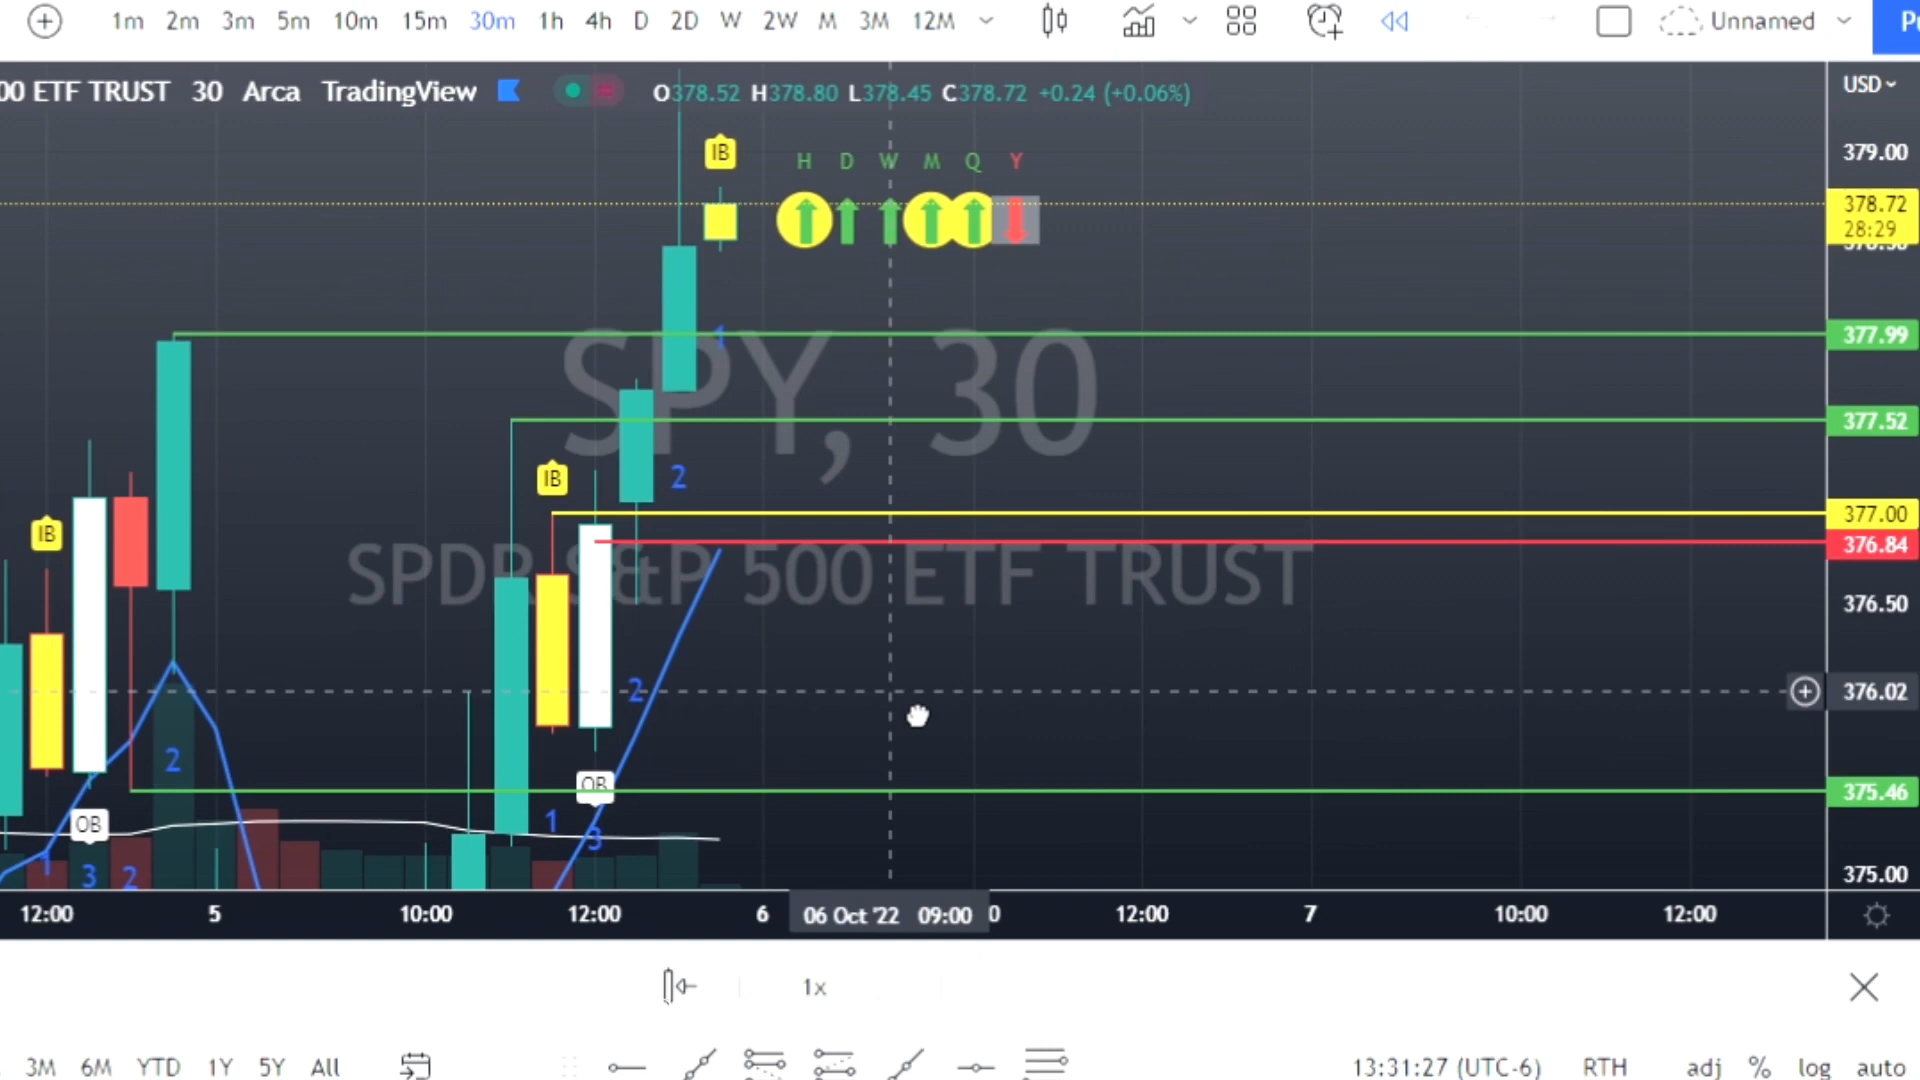 1m 2m 3m 5m 10m 15m 30m 1h 4h D 2D W 2W M 3M 12M Unnamed
00 ETF TRUST 30 Arca TradingView O378.52 H378.80 L378.45 C378.72 +0.24 (+0.06%) USD
379.00
IB H D W M Q Y
378.72
28:29
377.99
1
SPY, 30
377.52
IB 2
377.00
IB
376.84
SPDR S&P 500 ETF TRUST 376.50
2 376.02
2
OB 375.46
OB 1 3
1 3 2 375.00
12:00 5 10:00 12:00 6 06 Oct '22 09:00 0 12:00 7 10:00 12:00
1x
3M 6M YTD 1Y 5Y All 13:31:27 (UTC-6) RTH adj % log auto